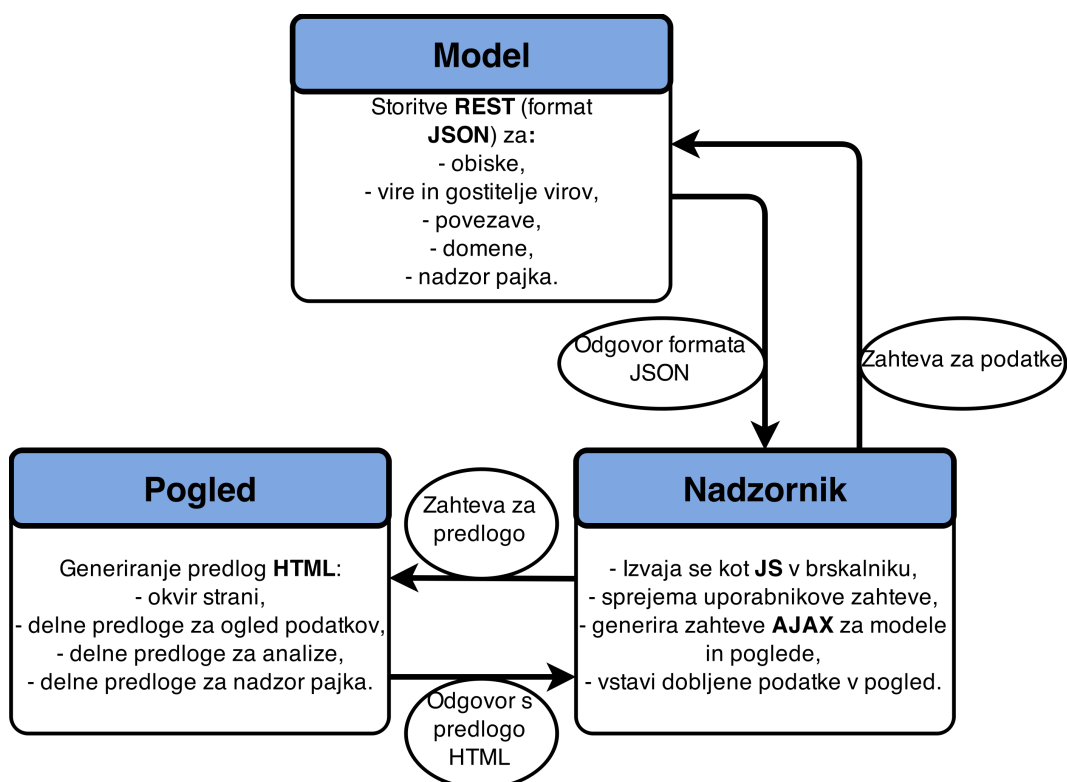 Model
Storitve REST (format
JSON) za:
- obiske,
- vire in gostitelje virov,
- povezave,
- domene,
- nadzor pajka.
Odgovor formata
JSON
Zahteva za podatke
Pogled
Generiranje predlog HTML:
- okvir strani,
- delne predloge za ogled podatkov,
- delne predloge za analize,
- delne predloge za nadzor pajka.
Zahteva za
predlogo
Odgovor s
predlogo
HTML
Nadzornik
- Izvaja se kot JS v brskalniku,
- sprejema uporabnikove zahteve,
- generira zahteve AJAX za modele
in poglede,
- vstavi dobljene podatke v pogled.